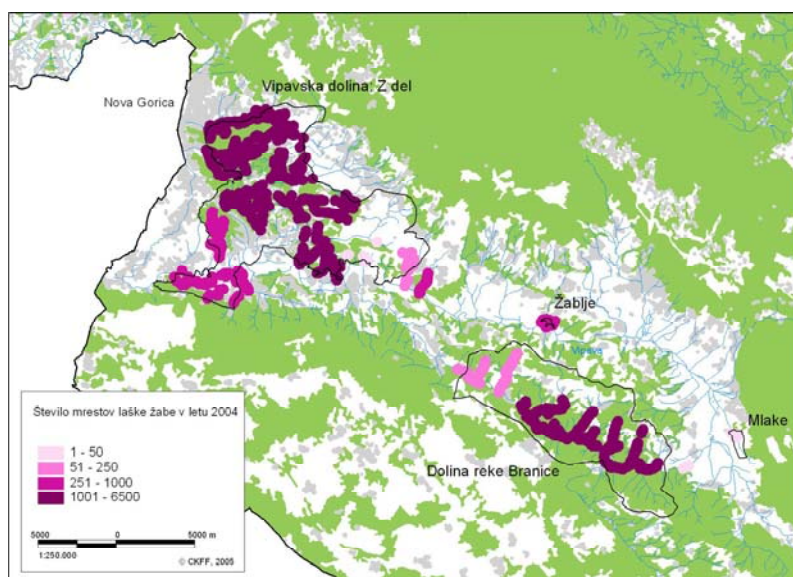 Vipavska dolina: Z del
Nova Gorica
Žablje
Vipava
Mlake
Dolina reke Branice
Število mrestov laške žabe v letu 2004
1 - 50
51 - 250
251 - 1000
1001 - 6500
5000 0 5000 m
1:250.000
© CKFF, 2005